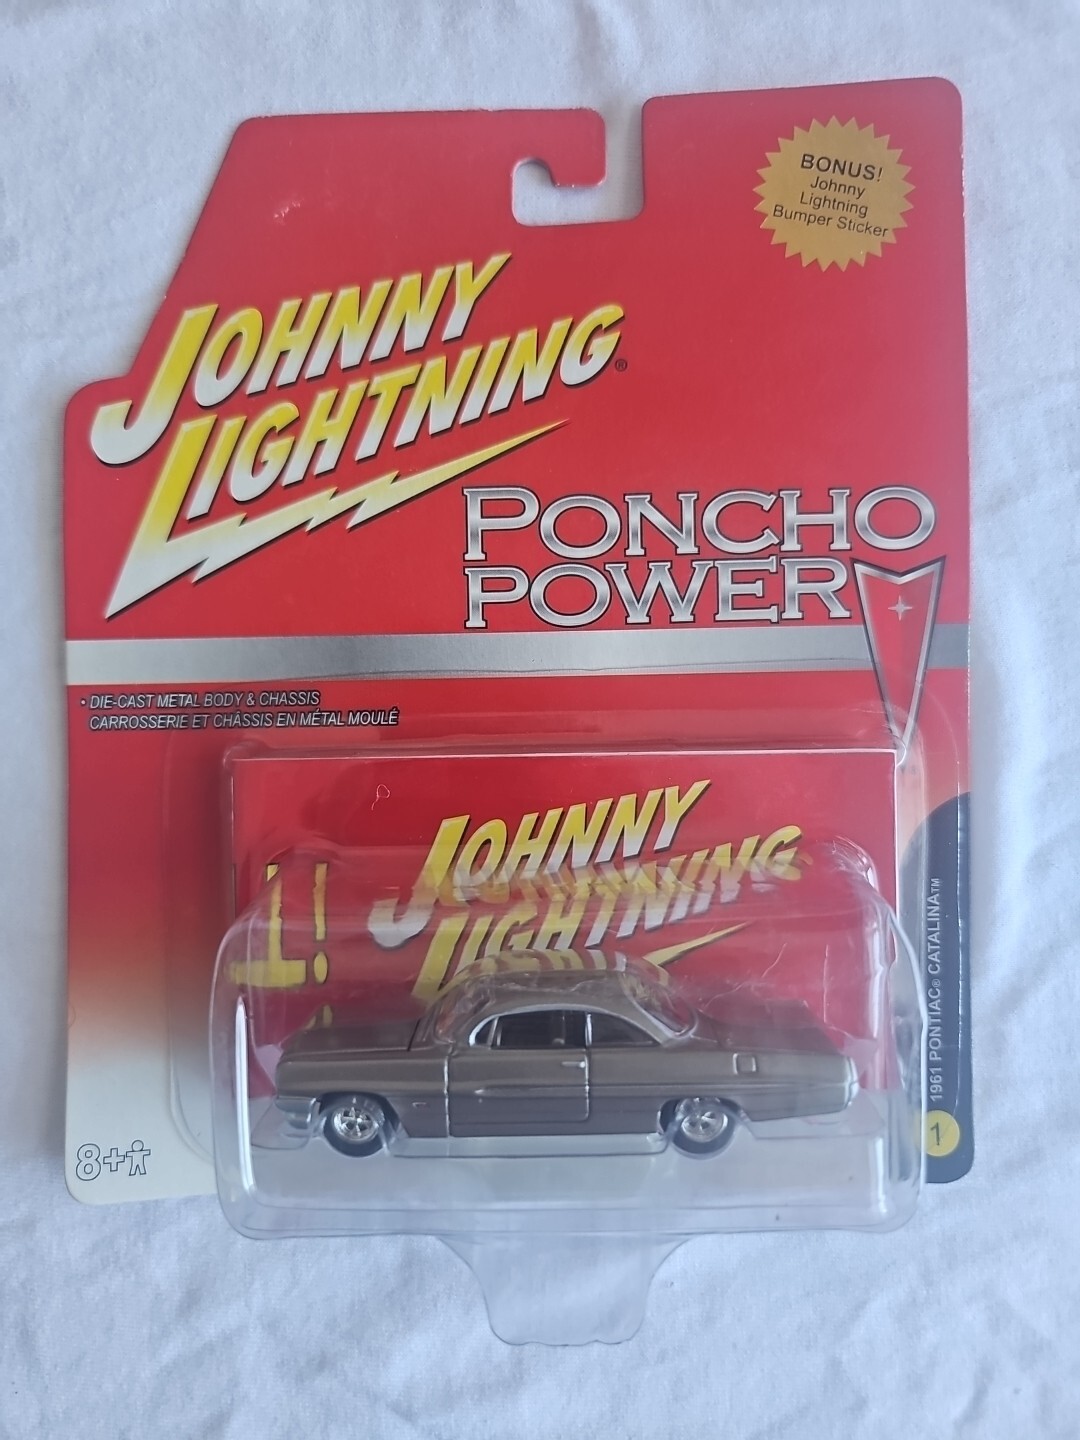 BONUS!
Johnny
Lightning
Bumper Sticker
JOHNNY
LIGHTNING®
PONCHO
POWER
• DIE-CAST METAL BODY & CHASSIS
CARROSSERIE ET CHÂSSIS EN MÉTAL MOULÉ
JOHNNY
LIGHTNING
1961 PONTIAC® CATALINA™
1
8+